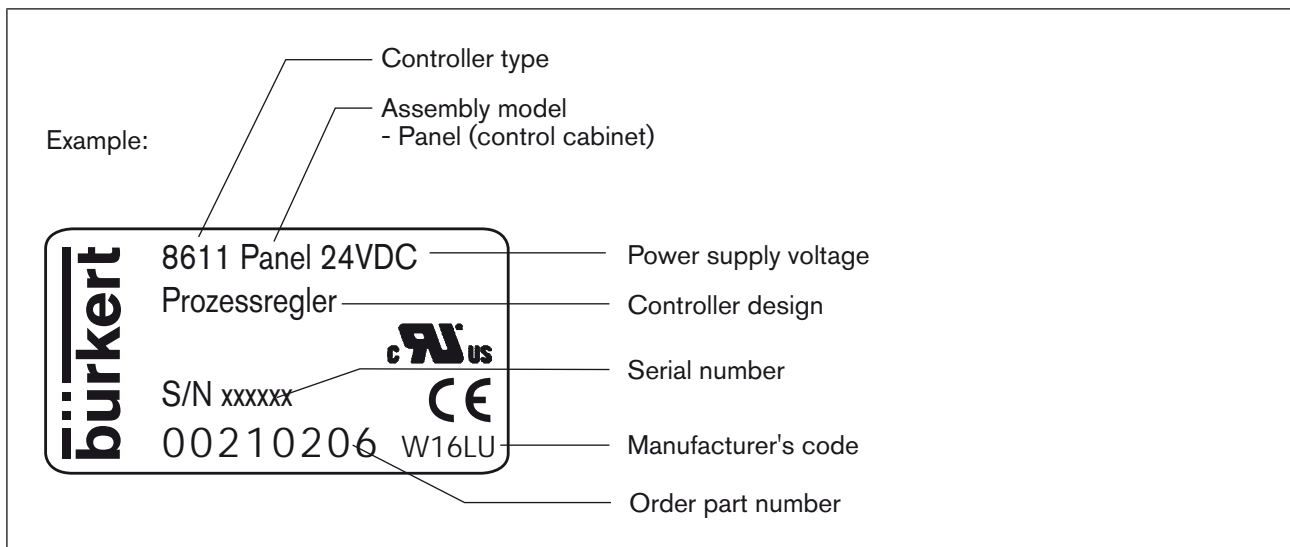 Controller type
Assembly model
- Panel (control cabinet)
Example:
bürkert
8611 Panel 24VDC
Prozessregler
c RU US
CE
S/N xxxxxx
00210206 W16LU
Power supply voltage
Controller design
Serial number
Manufacturer's code
Order part number